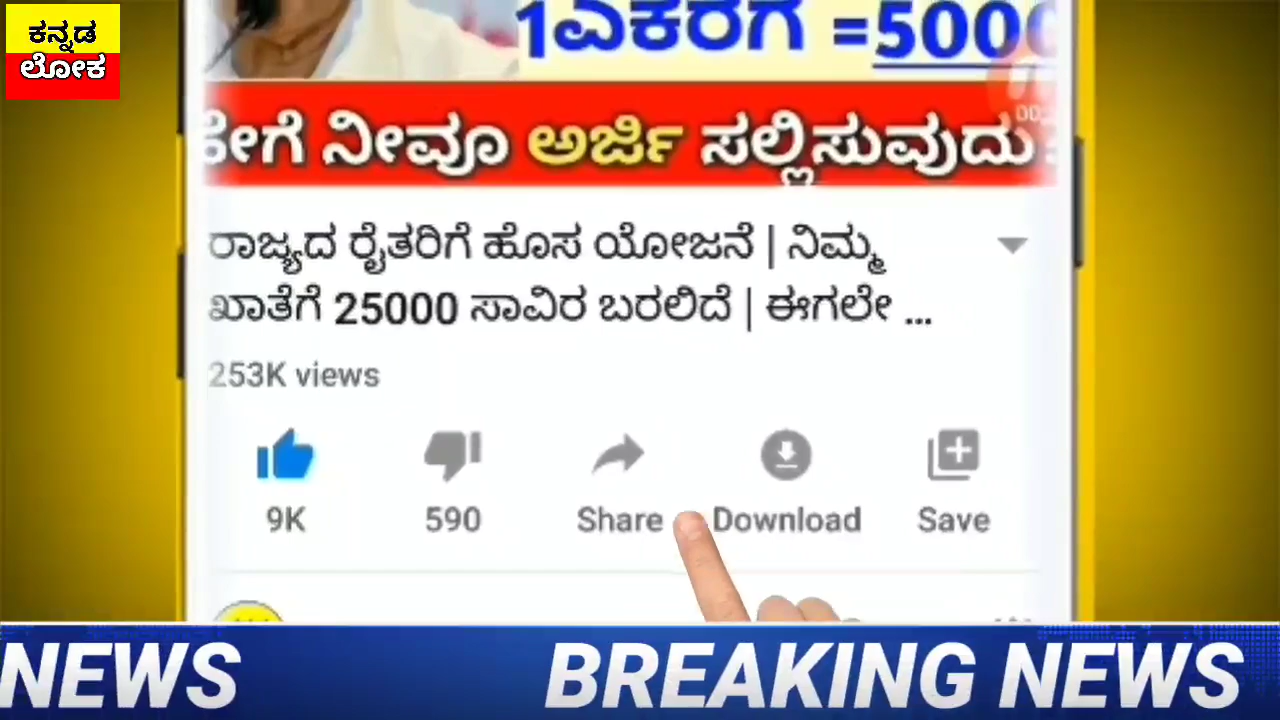 ಕನ್ನಡ
ಲೋಕ
1ಎಕರೆಗೆ =5000
ಹೇಗೆ ನೀವೂ ಅರ್ಜಿ ಸಲ್ಲಿಸುವುದು
ರಾಜ್ಯದ ರೈತರಿಗೆ ಹೊಸ ಯೋಜನೆ | ನಿಮ್ಮ
ಖಾತೆಗೆ 25000 ಸಾವಿರ ಬರಲಿದೆ | ಈಗಲೇ ...
253K views
9K 590 Share Download Save
NEWS BREAKING NEWS